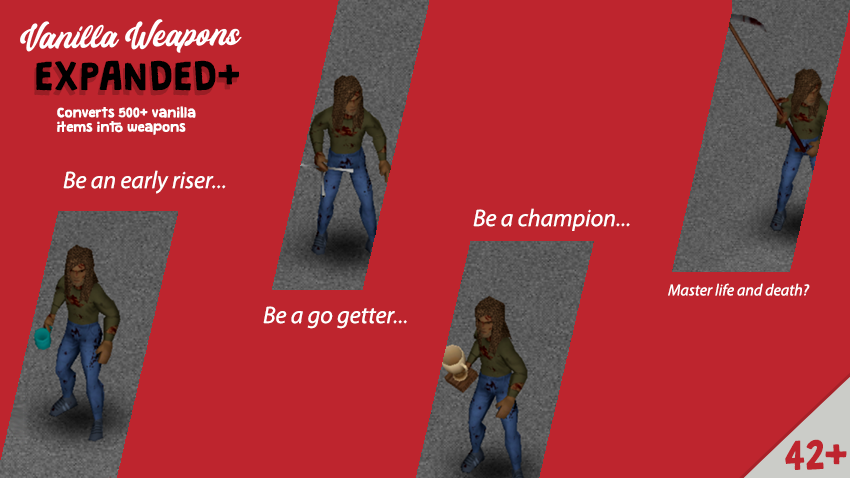 Vanilla Weapons
EXPANDED+
Converts 500+ vanilla
items into weapons
Be an early riser...
Be a go getter...
Be a champion...
Master life and death?
42+